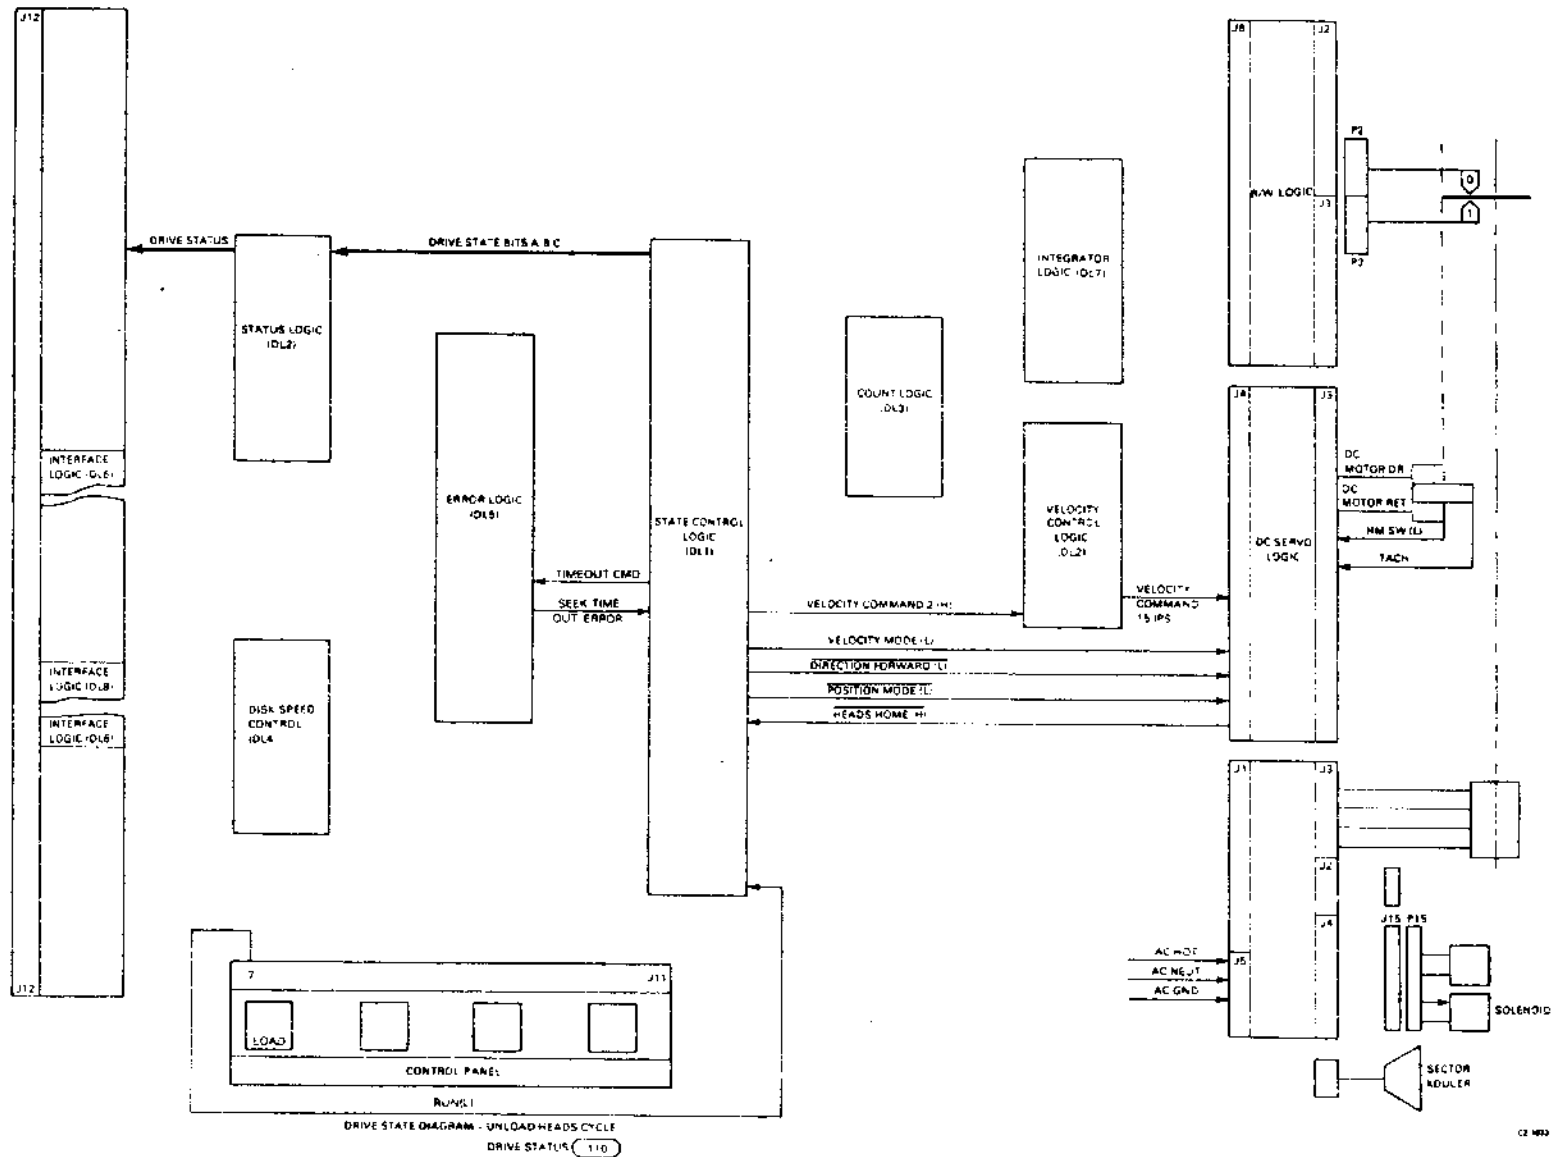 J12
J8
J2
P2
0
R/W LOGIC
J3
1
P3
DRIVE STATUS
DRIVE STATE BITS A B C
INTEGRATOR
LOGIC (DL7)
STATUS LOGIC
(DL2)
COUNT LOGIC
(DL3)
J4
J3
INTERFACE
LOGIC (DL6)
DC
MOTOR DR
DC
MOTOR RET
HM SW (L)
TACH
ERROR LOGIC
(DL5)
STATE CONTROL
LOGIC
(DL1)
VELOCITY
CONTROL
LOGIC
(DL2)
DC SERVO
LOGIC
TIMEOUT CMD
SEEK TIME
OUT ERROR
VELOCITY COMMAND 2 (H)
VELOCITY
COMMAND
15 IPS
VELOCITY MODE (L)
DIRECTION FORWARD (L)
POSITION MODE (L)
HEADS HOME (H)
INTERFACE
LOGIC (DL8)
INTERFACE
LOGIC (DL6)
DISK SPEED
CONTROL
(DL4
J1
J3
J2
J4
J15 P15
AC HOT
AC NEUT
AC GND
J5
SOLENOID
J12
7
J11
LOAD
CONTROL PANEL
SECTOR
DRIVE STATE DIAGRAM - UNLOAD HEADS CYCLE
DRIVE STATUS 110